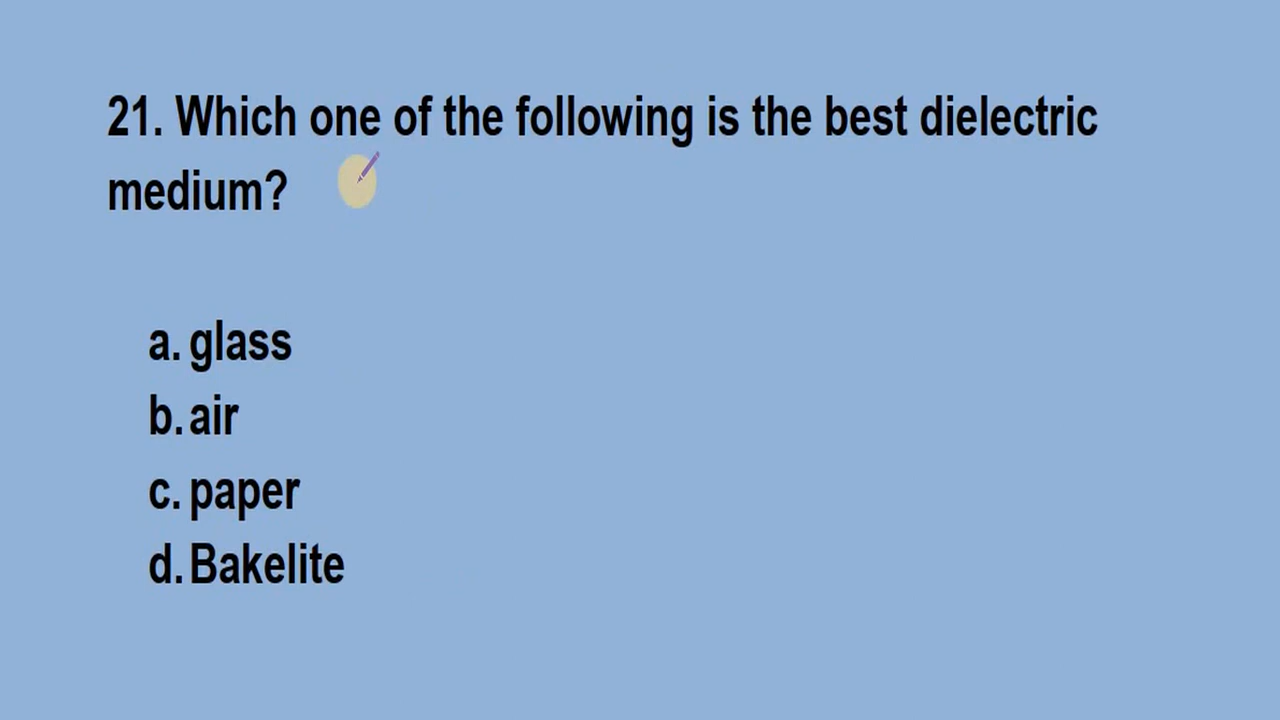 21. Which one of the following is the best dielectric
medium?
a. glass
b. air
c. paper
d. Bakelite